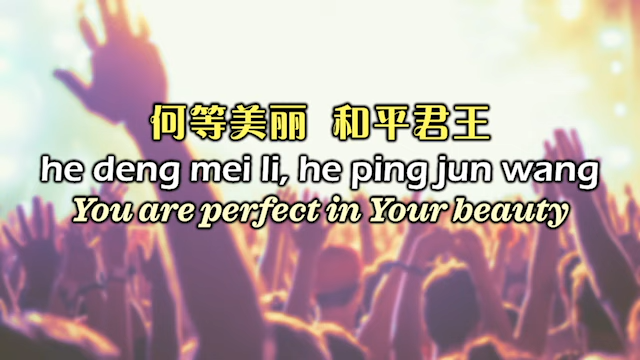 何等美丽 和平君王
he deng mei li, he ping jun wang
You are perfect in Your beauty